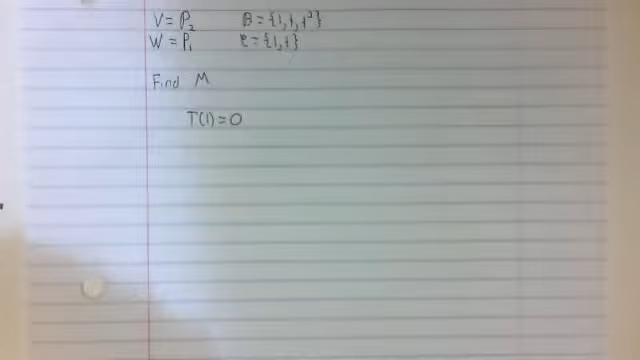 V = P₂ B = {1, t, t²}
W = P₁ C = {1, t}
Find M
T(1) = 0